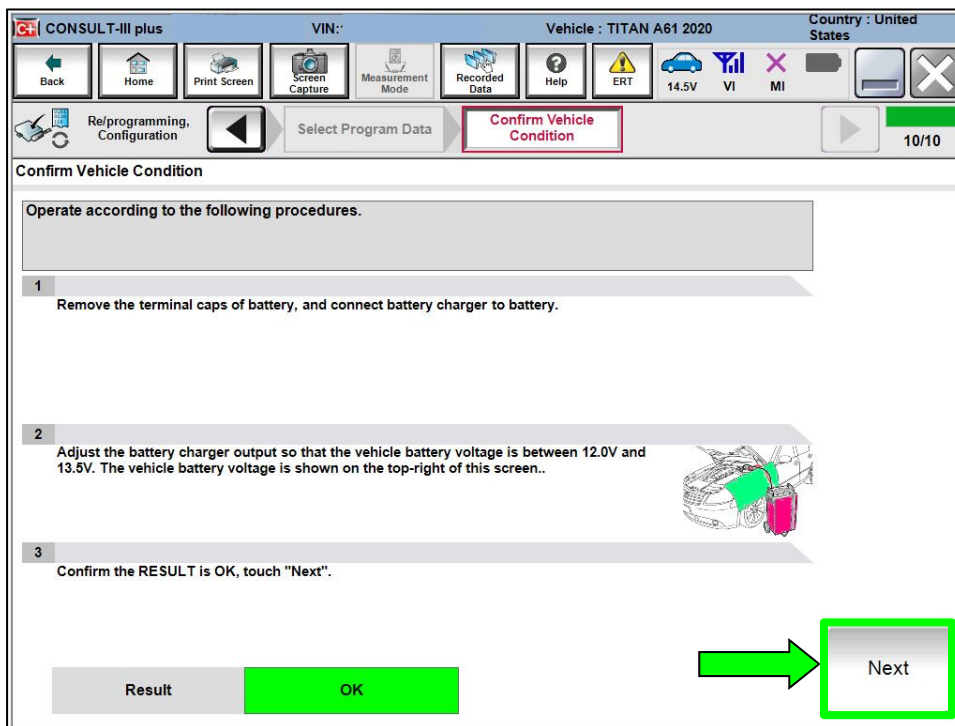 C+ CONSULT-III plus VIN: Vehicle : TITAN A61 2020 Country : United
States
Back Home Print Screen Screen
Capture Measurement
Mode Recorded
Data Help ERT 14.5V VI MI
Re/programming,
Configuration Select Program Data Confirm Vehicle
Condition 10/10
Confirm Vehicle Condition
Operate according to the following procedures.
1
Remove the terminal caps of battery, and connect battery charger to battery.
2
Adjust the battery charger output so that the vehicle battery voltage is between 12.0V and
13.5V. The vehicle battery voltage is shown on the top-right of this screen..
3
Confirm the RESULT is OK, touch "Next".
Result OK
Next